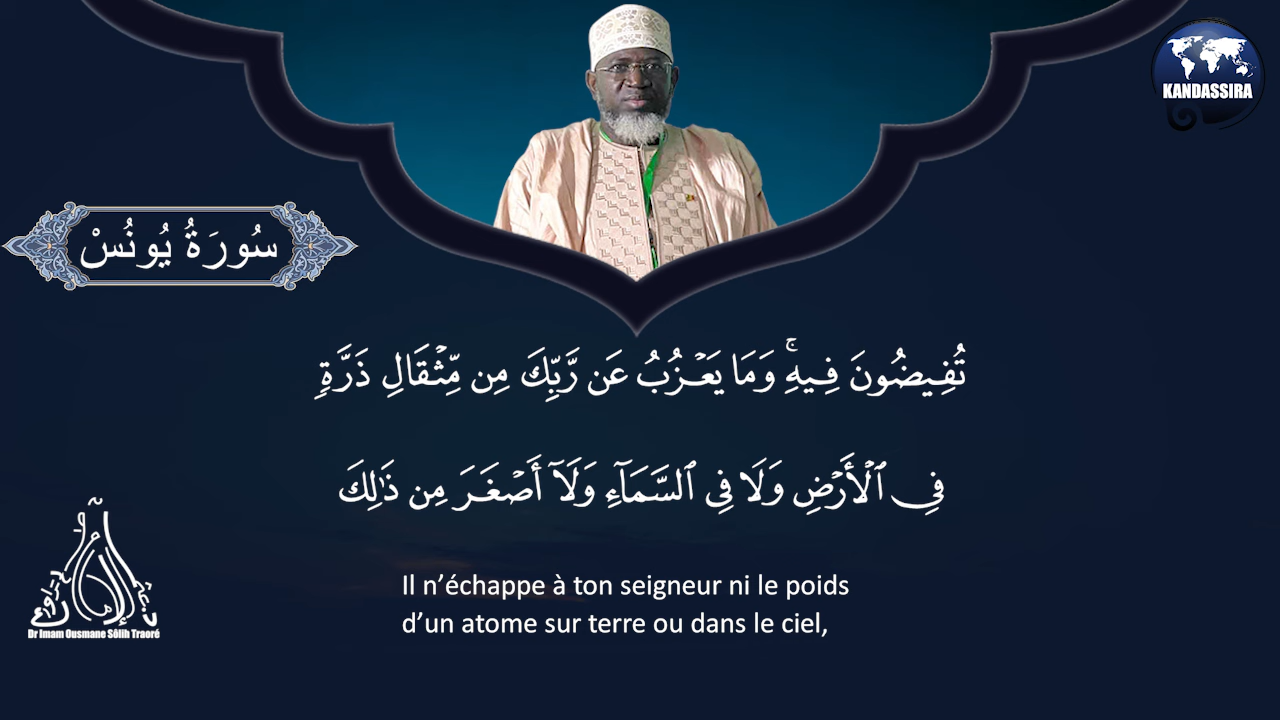 KANDASSIRA
سُورَةُ يُونُسْ
تُفِيضُونَ فِيهِۚ وَمَا يَعۡزُبُ عَن رَّبِّكَ مِن مِّثۡقَالِ ذَرَّةٖ
فِي ٱلۡأَرۡضِ وَلَا فِي ٱلسَّمَآءِ وَلَآ أَصۡغَرَ مِن ذَٰلِكَ
Il n’échappe à ton seigneur ni le poids
d’un atome sur terre ou dans le ciel,
Dr Imam Ousmane Sôlih Traoré